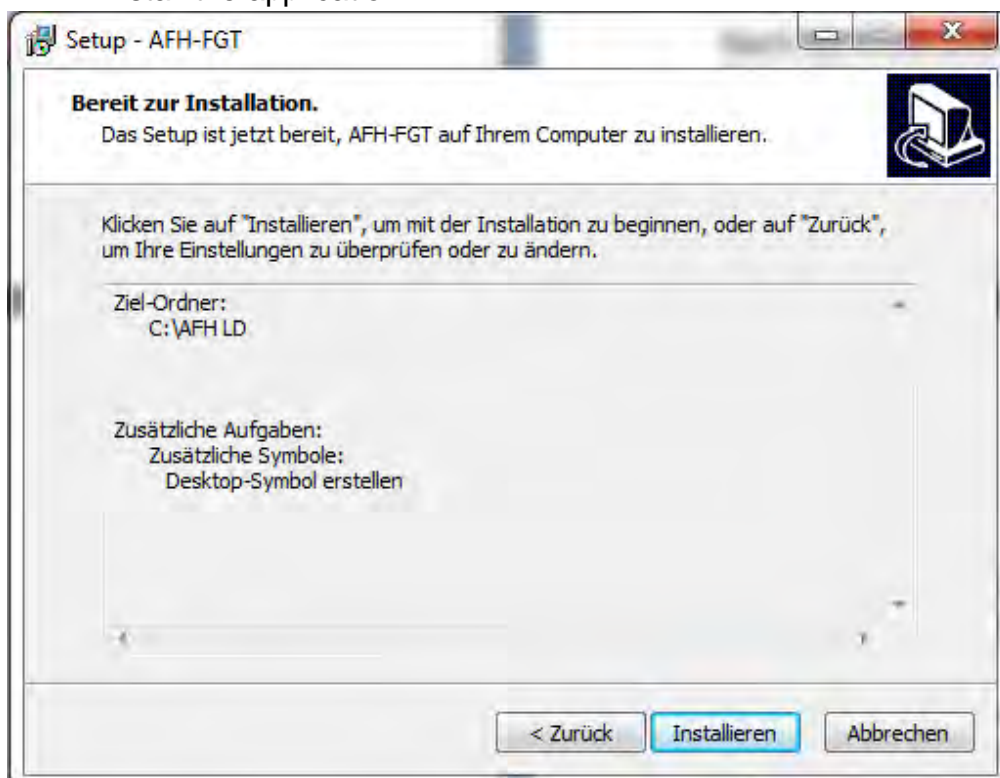 Setup - AFH-FGT
Bereit zur Installation.
Das Setup ist jetzt bereit, AFH-FGT auf Ihrem Computer zu installieren.
Klicken Sie auf "Installieren", um mit der Installation zu beginnen, oder auf "Zurück",
um Ihre Einstellungen zu überprüfen oder zu ändern.
Ziel-Ordner:
C:\AFH LD
Zusätzliche Aufgaben:
Zusätzliche Symbole:
Desktop-Symbol erstellen
< Zurück Installieren Abbrechen